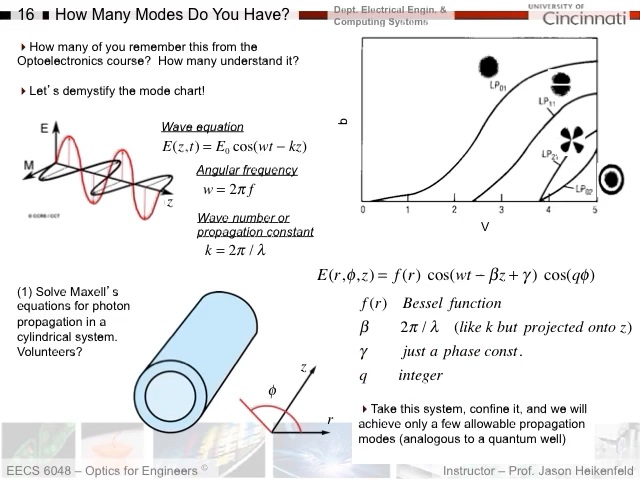 16 How Many Modes Do You Have?
Dept. Electrical Engin, &
Computing Systems
UNIVERSITY OF
Cincinnati
How many of you remember this from the
Optoelectronics course? How many understand it?
Let's demystify the mode chart!
E
M
z
Wave equation
E(z,t) = E₀ cos(wt − kz)
Angular frequency
w = 2π f
Wave number or
propagation constant
k = 2π / λ
b
LP01
LP11
LP21
LP02
0 1 2 3 4 5
V
E(r,ϕ,z) = f(r) cos(wt − βz + γ) cos(qϕ)
f(r) Bessel function
β 2π / λ (like k but projected onto z)
γ just a phase const.
q integer
(1) Solve Maxell's
equations for photon
propagation in a
cylindrical system.
Volunteers?
z
ϕ
r
Take this system, confine it, and we will
achieve only a few allowable propagation
modes (analogous to a quantum well)
EECS 6048 – Optics for Engineers ©
Instructor – Prof. Jason Heikenfeld